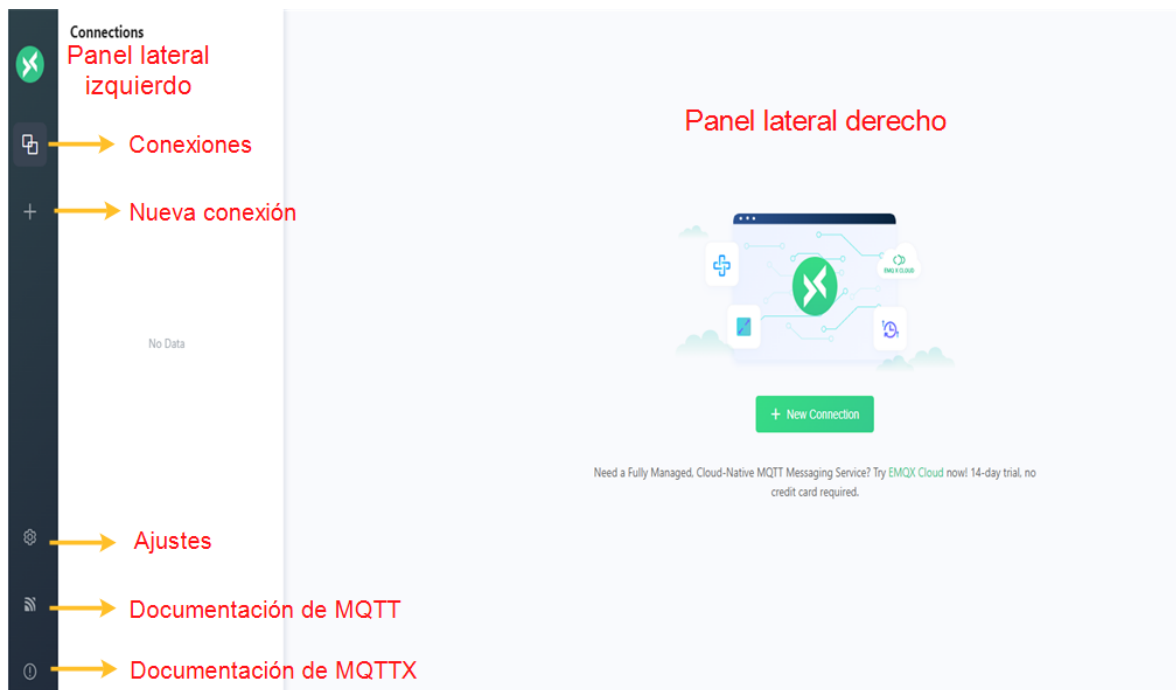 Connections
Panel lateral
izquierdo
Panel lateral derecho
Conexiones
Nueva conexión
EMQ X CLOUD
No Data
+ New Connection
Need a Fully Managed, Cloud-Native MQTT Messaging Service? Try EMQX Cloud now! 14-day trial, no
credit card required.
Ajustes
Documentación de MQTT
Documentación de MQTTX